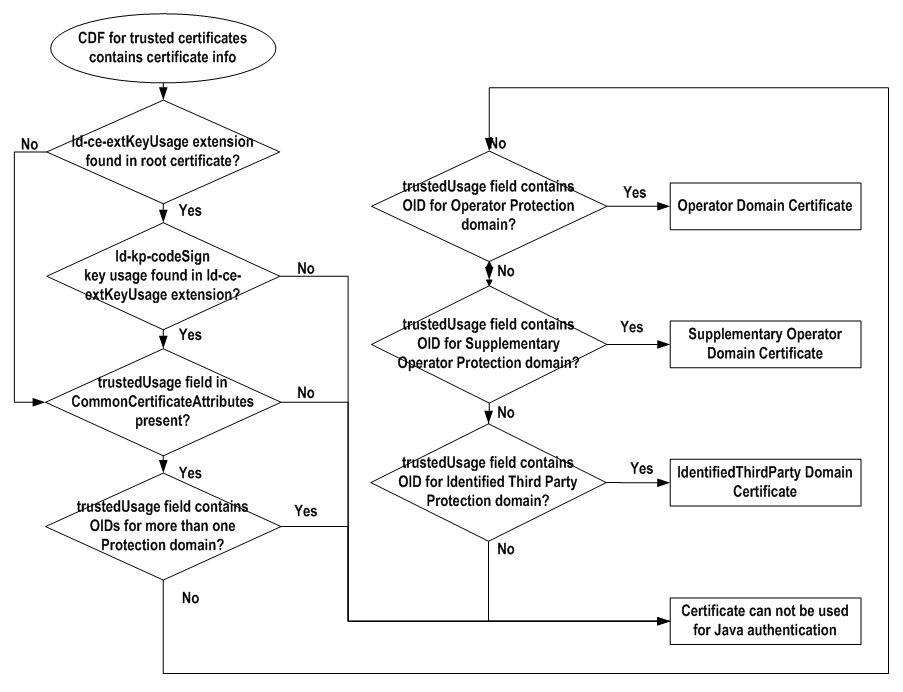 CDF for trusted certificates
contains certificate info
No
Id-ce-extKeyUsage extension
found in root certificate?
Yes
Id-kp-codeSign
key usage found in Id-ce-
extKeyUsage extension?
No
Yes
trustedUsage field in
CommonCertificateAttributes
present?
No
Yes
trustedUsage field contains
OIDs for more than one
Protection domain?
Yes
No
No
trustedUsage field contains
OID for Operator Protection
domain?
Yes
Operator Domain Certificate
No
trustedUsage field contains
OID for Supplementary
Operator Protection domain?
Yes
Supplementary Operator
Domain Certificate
No
trustedUsage field contains
OID for Identified Third Party
Protection domain?
Yes
IdentifiedThirdParty Domain
Certificate
No
Certificate can not be used
for Java authentication